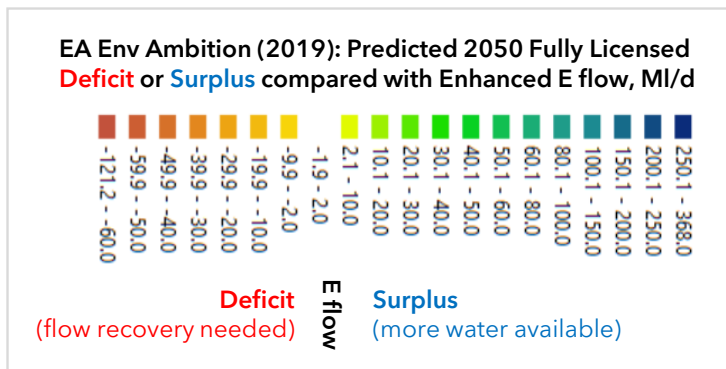 EA Env Ambition (2019): Predicted 2050 Fully Licensed
Deficit or Surplus compared with Enhanced E flow, Ml/d
-121.2 - -60.0
-59.9 - -50.0
-49.9 - -40.0
-39.9 - -30.0
-29.9 - -20.0
-19.9 - -10.0
-9.9 - -2.0
-1.9 - 2.0
2.1 - 10.0
10.1 - 20.0
20.1 - 30.0
30.1 - 40.0
40.1 - 50.0
50.1 - 60.0
60.1 - 80.0
80.1 - 100.0
100.1 - 150.0
150.1 - 200.0
200.1 - 250.0
250.1 - 368.0
Deficit
(flow recovery needed)
E flow
Surplus
(more water available)